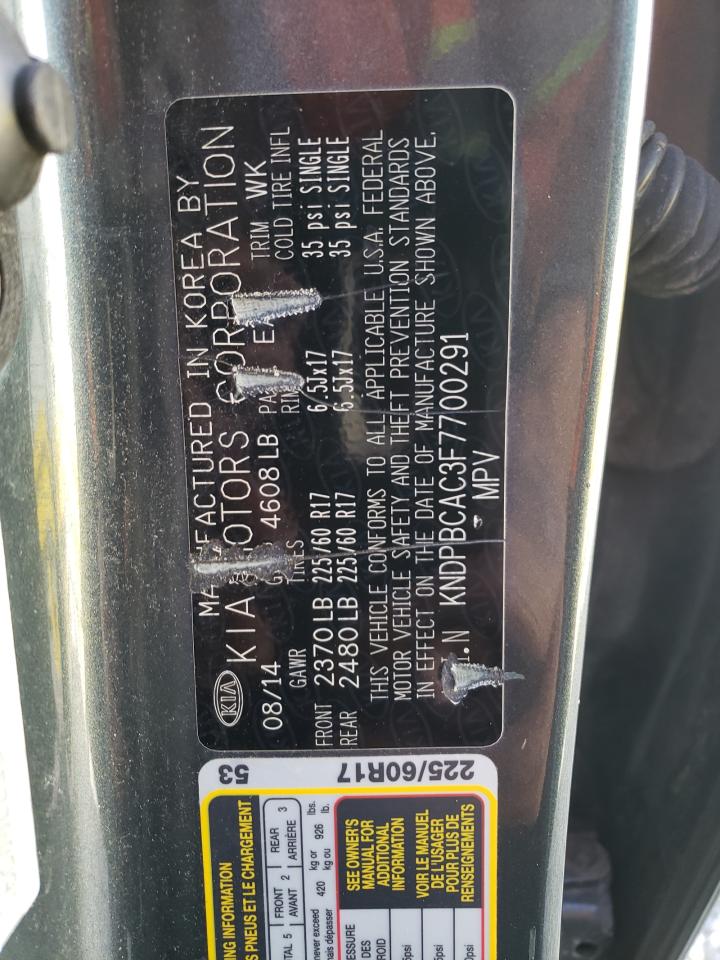 MANUFACTURED IN KOREA BY
KIA MOTORS CORPORATION
KIA
08/14 4608 LB TRIM WK
GAWR TIRES RIM COLD TIRE INFL
FRONT 2370 LB 225/60 R17 6.5Jx17 35 psi SINGLE
REAR 2480 LB 225/60 R17 6.5Jx17 35 psi SINGLE
THIS VEHICLE CONFORMS TO ALL APPLICABLE U.S.A. FEDERAL
MOTOR VEHICLE SAFETY AND THEFT PREVENTION STANDARDS
IN EFFECT ON THE DATE OF MANUFACTURE SHOWN ABOVE.
I.N KNDPBCAC3F7700291
MPV
53
225/60R17
ING INFORMATION
S PNEUS ET LE CHARGEMENT
TAL 5 FRONT 2 REAR 3
AVANT 2 ARRIÈRE 3
never exceed 420 kg or 926 lbs.
mais dépasser kg ou lb.
SEE OWNER'S
MANUAL FOR
ADDITIONAL
INFORMATION
VOIR LE MANUEL
DE L'USAGER
POUR PLUS DE
RENSEIGNEMENTS